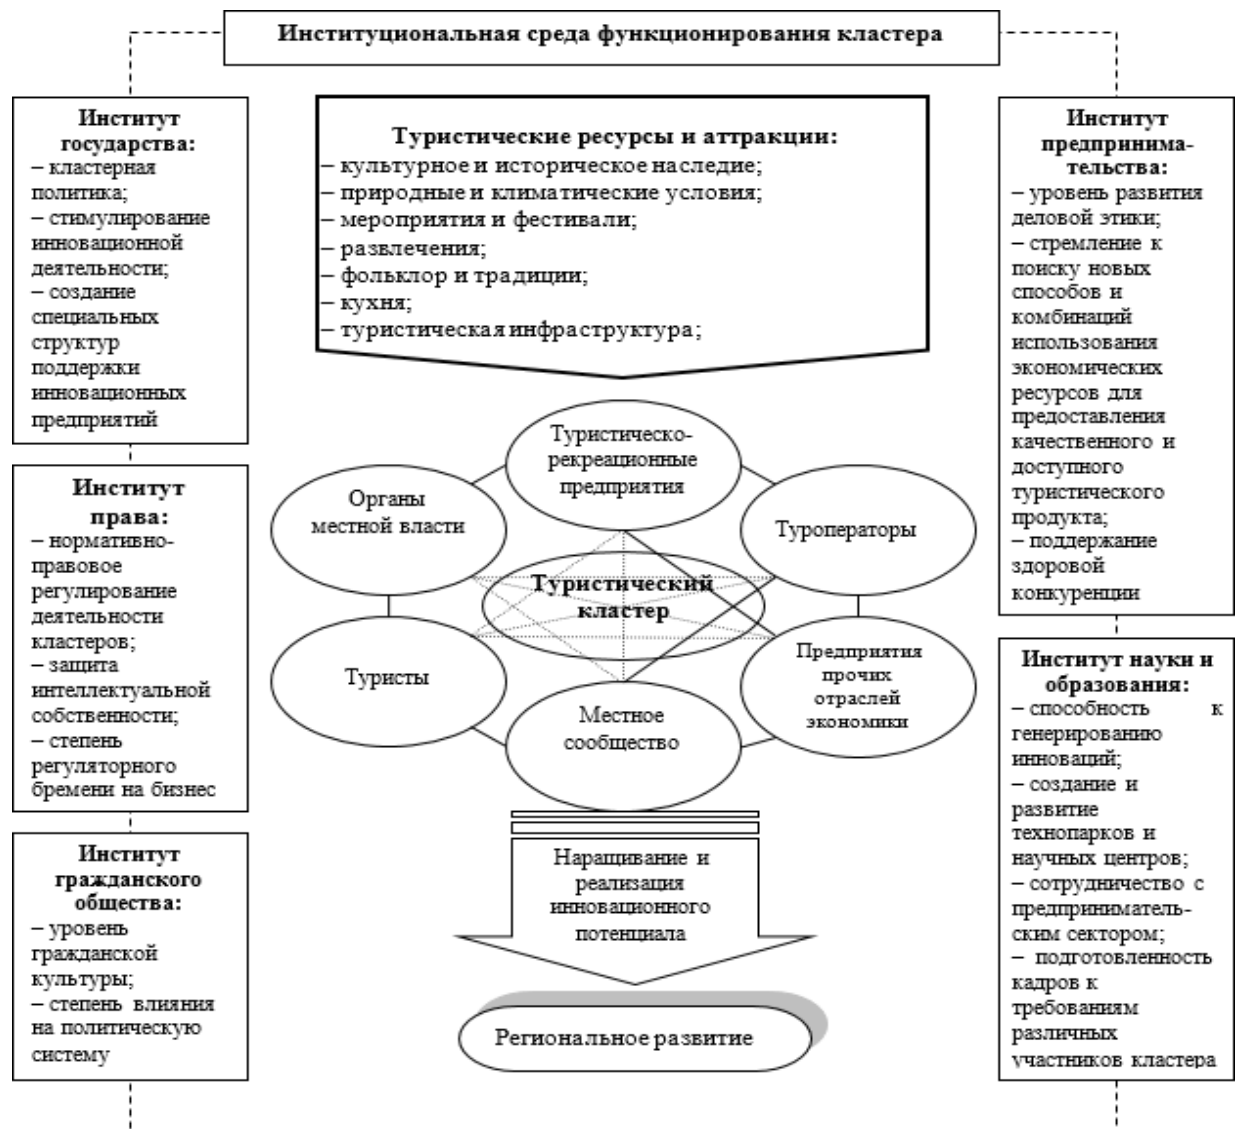 Институциональная среда функционирования кластера
Институт
государства:
– кластерная
политика;
– стимулирование
инновационной
деятельности;
– создание
специальных
структур
поддержки
инновационных
предприятий
Институт
права:
– нормативно-
правовое
регулирование
деятельности
кластеров;
– защита
интеллектуальной
собственности;
– степень
регуляторного
бремени на бизнес
Институт
гражданского
общества:
– уровень
гражданской
культуры;
– степень влияния
на политическую
систему
Туристические ресурсы и аттракции:
– культурное и историческое наследие;
– природные и климатические условия;
– мероприятия и фестивали;
– развлечения;
– фольклор и традиции;
– кухня;
– туристическая инфраструктура;
Туристическо-
рекреационные
предприятия
Органы
местной власти
Туроператоры
Туристический
кластер
Туристы
Предприятия
прочих
отраслей
экономики
Местное
сообщество
Наращивание и
реализация
инновационного
потенциала
Региональное развитие
Институт
предпринима-
тельства:
– уровень развития
деловой этики;
– стремление к
поиску новых
способов и
комбинаций
использования
экономических
ресурсов для
предоставления
качественного и
доступного
туристического
продукта;
– поддержание
здоровой
конкуренции
Институт науки и
образования:
– способность к
генерированию
инноваций;
– создание и
развитие
технопарков и
научных центров;
– сотрудничество с
предприниматель-
ским сектором;
– подготовленность
кадров к
требованиям
различных
участников кластера